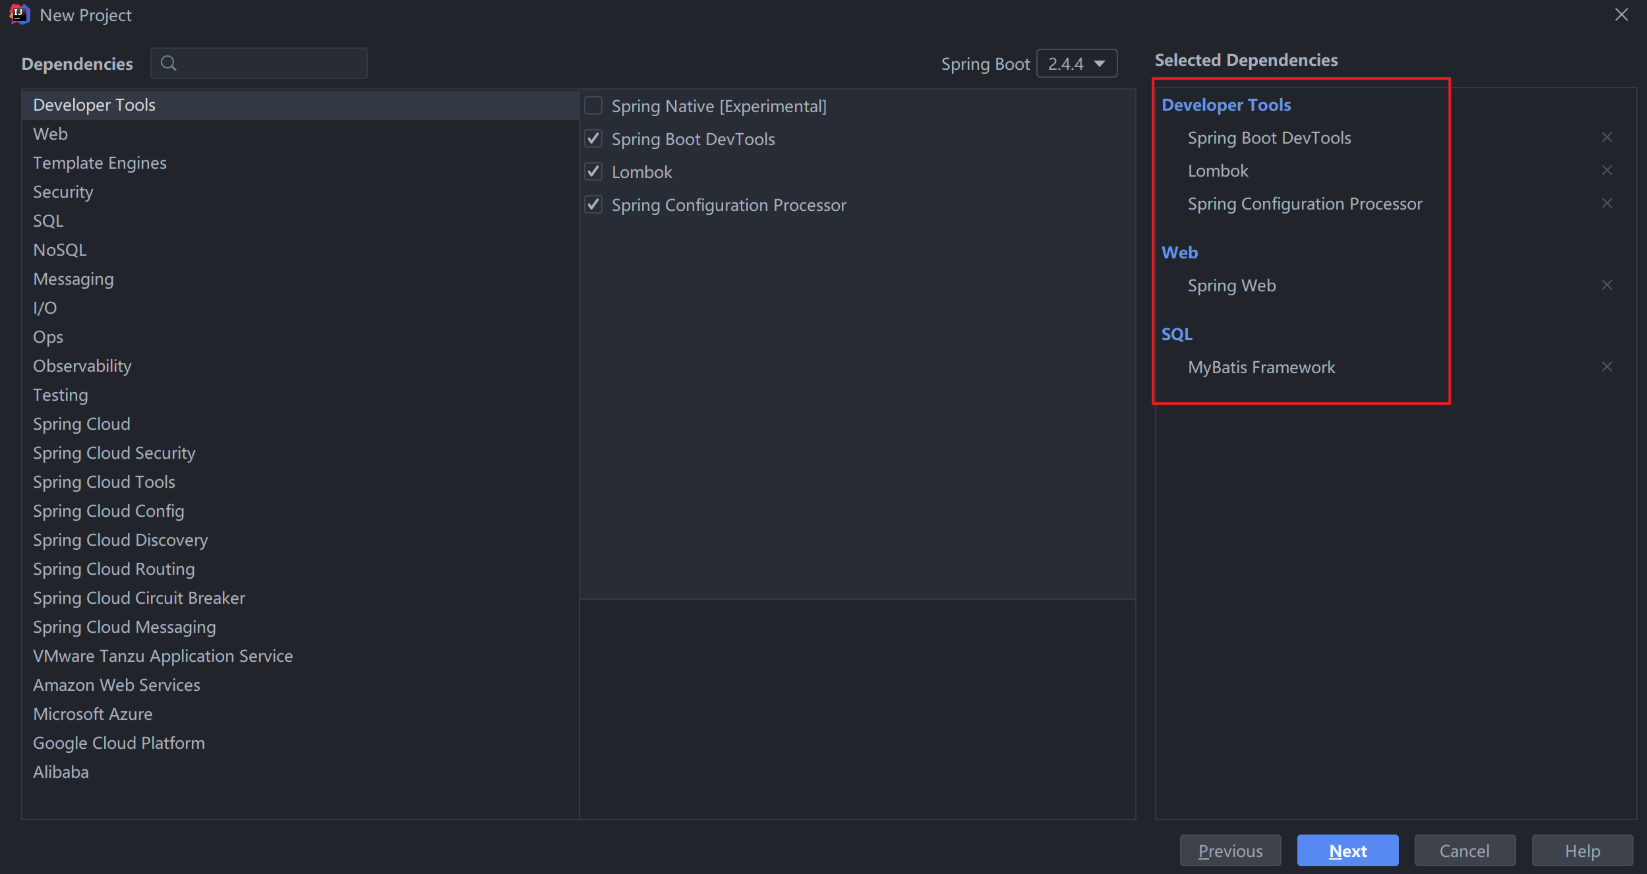 New Project
Dependencies
Spring Boot 2.4.4
Selected Dependencies
Developer Tools
Web
Template Engines
Security
SQL
NoSQL
Messaging
I/O
Ops
Observability
Testing
Spring Cloud
Spring Cloud Security
Spring Cloud Tools
Spring Cloud Config
Spring Cloud Discovery
Spring Cloud Routing
Spring Cloud Circuit Breaker
Spring Cloud Messaging
VMware Tanzu Application Service
Amazon Web Services
Microsoft Azure
Google Cloud Platform
Alibaba
Spring Native [Experimental]
Spring Boot DevTools
Lombok
Spring Configuration Processor
Developer Tools
Spring Boot DevTools
Lombok
Spring Configuration Processor
Web
Spring Web
SQL
MyBatis Framework
Previous
Next
Cancel
Help